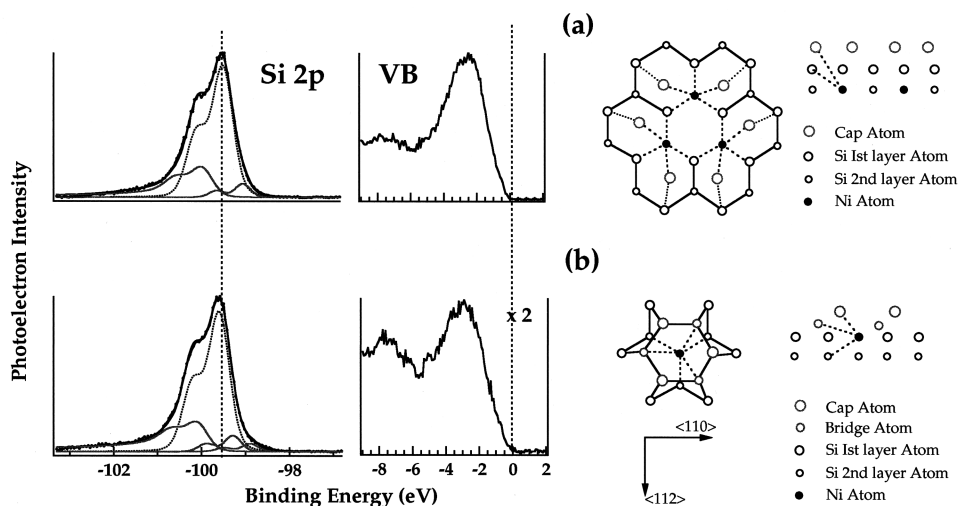 Photoelectron Intensity
Si 2p
VB
-102 -100 -98
-8 -6 -4 -2 0 2
x 2
Binding Energy (eV)
(a)
Cap Atom
Si Ist layer Atom
Si 2nd layer Atom
Ni Atom
(b)
<110>
<112>
Cap Atom
Bridge Atom
Si Ist layer Atom
Si 2nd layer Atom
Ni Atom